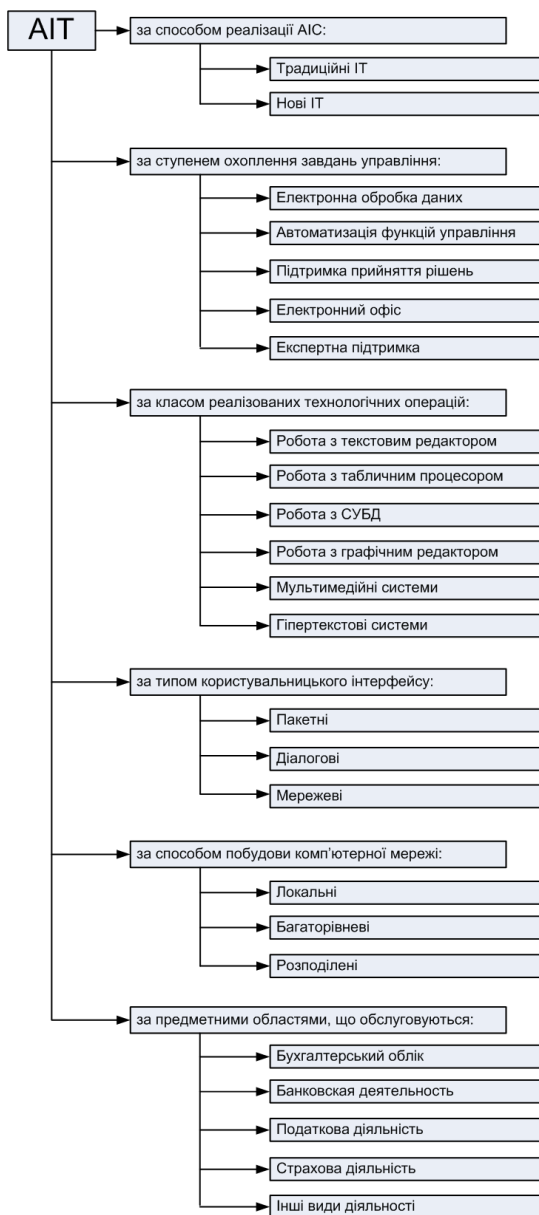 АІТ
за способом реалізації АІС:
Традиційні ІТ
Нові ІТ
за ступенем охоплення завдань управління:
Електронна обробка даних
Автоматизація функцій управління
Підтримка прийняття рішень
Електронний офіс
Експертна підтримка
за класом реалізованих технологічних операцій:
Робота з текстовим редактором
Робота з табличним процесором
Робота з СУБД
Робота з графічним редактором
Мультимедійні системи
Гіпертекстові системи
за типом користувальницького інтерфейсу:
Пакетні
Діалогові
Мережеві
за способом побудови комп'ютерної мережі:
Локальні
Багаторівневі
Розподілені
за предметними областями, що обслуговуються:
Бухгалтерський облік
Банковская деятельность
Податкова діяльність
Страхова діяльність
Інші види діяльності